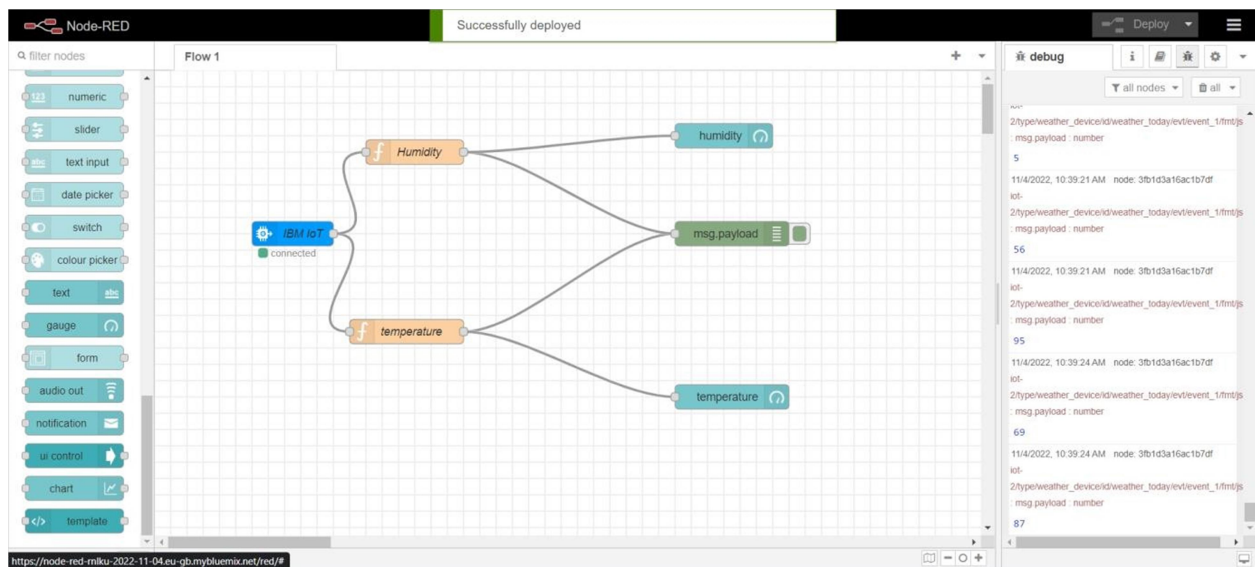 Node-RED
Successfully deployed
Deploy
filter nodes
Flow 1
debug
i
all nodes
all
123 numeric
slider
abc text input
date picker
switch
colour picker
text abc
gauge
form
audio out
notification
ui control
chart
</> template
f Humidity
humidity
IBM IoT
connected
msg.payload
f temperature
temperature
2/type/weather_device/id/weather_today/evt/event_1/fmt/js
: msg.payload : number
5
11/4/2022, 10:39:21 AM node: 3fb1d3a16ac1b7df
iot-
2/type/weather_device/id/weather_today/evt/event_1/fmt/js
: msg.payload : number
56
11/4/2022, 10:39:21 AM node: 3fb1d3a16ac1b7df
iot-
2/type/weather_device/id/weather_today/evt/event_1/fmt/js
: msg.payload : number
95
11/4/2022, 10:39:24 AM node: 3fb1d3a16ac1b7df
iot-
2/type/weather_device/id/weather_today/evt/event_1/fmt/js
: msg.payload : number
69
11/4/2022, 10:39:24 AM node: 3fb1d3a16ac1b7df
iot-
2/type/weather_device/id/weather_today/evt/event_1/fmt/js
: msg.payload : number
87
https://node-red-rnlku-2022-11-04.eu-gb.mybluemix.net/red/#